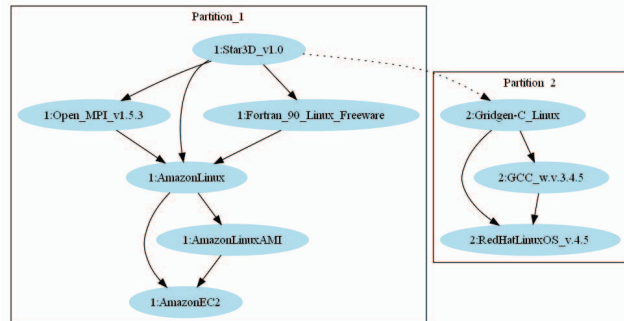 Partition_1
1:Star3D_v1.0
Partition_2
1:Open_MPI_v1.5.3
1:Fortran_90_Linux_Freeware
2:Gridgen-C_Linux
1:AmazonLinux
2:GCC_w.v.3.4.5
1:AmazonLinuxAMI
2:RedHatLinuxOS_v.4.5
1:AmazonEC2